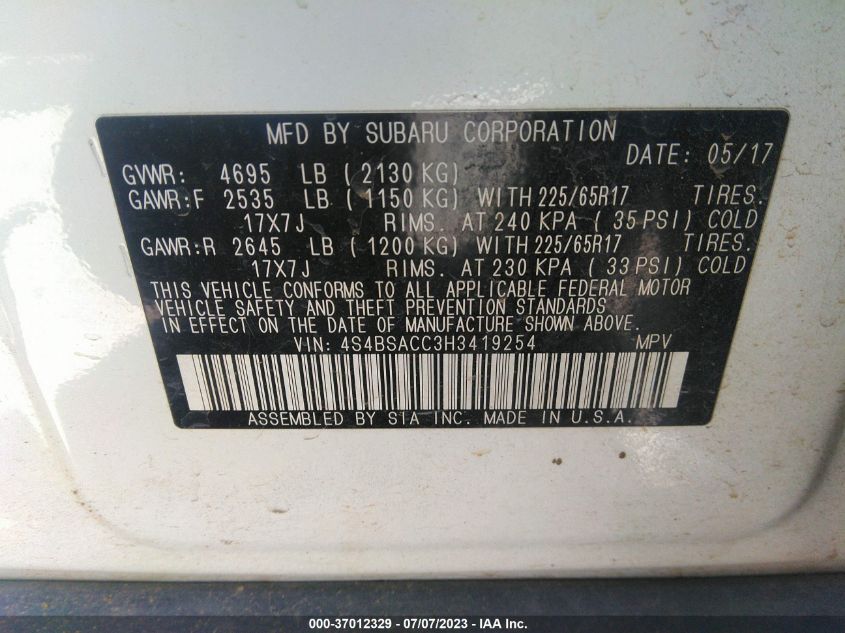 MFD BY SUBARU CORPORATION
DATE: 05/17
GVWR: 4695 LB ( 2130 KG)
GAWR:F 2535 LB ( 1150 KG) WITH 225/65R17 TIRES.
17X7J RIMS. AT 240 KPA ( 35 PSI) COLD
GAWR:R 2645 LB ( 1200 KG) WITH 225/65R17 TIRES.
17X7J RIMS. AT 230 KPA ( 33 PSI) COLD
THIS VEHICLE CONFORMS TO ALL APPLICABLE FEDERAL MOTOR
VEHICLE SAFETY AND THEFT PREVENTION STANDARDS
IN EFFECT ON THE DATE OF MANUFACTURE SHOWN ABOVE.
VIN: 4S4BSACC3H3419254 MPV
ASSEMBLED BY SIA INC. MADE IN U.S.A.
000-37012329 - 07/07/2023 - IAA Inc.